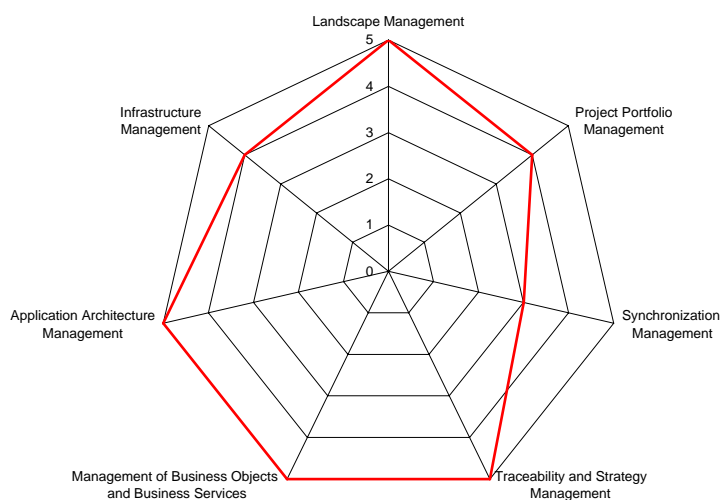 Landscape Management
5
4
3
2
1
0
Infrastructure
Management
Project Portfolio
Management
Application Architecture
Management
Synchronization
Management
Management of Business Objects
and Business Services
Traceability and Strategy
Management